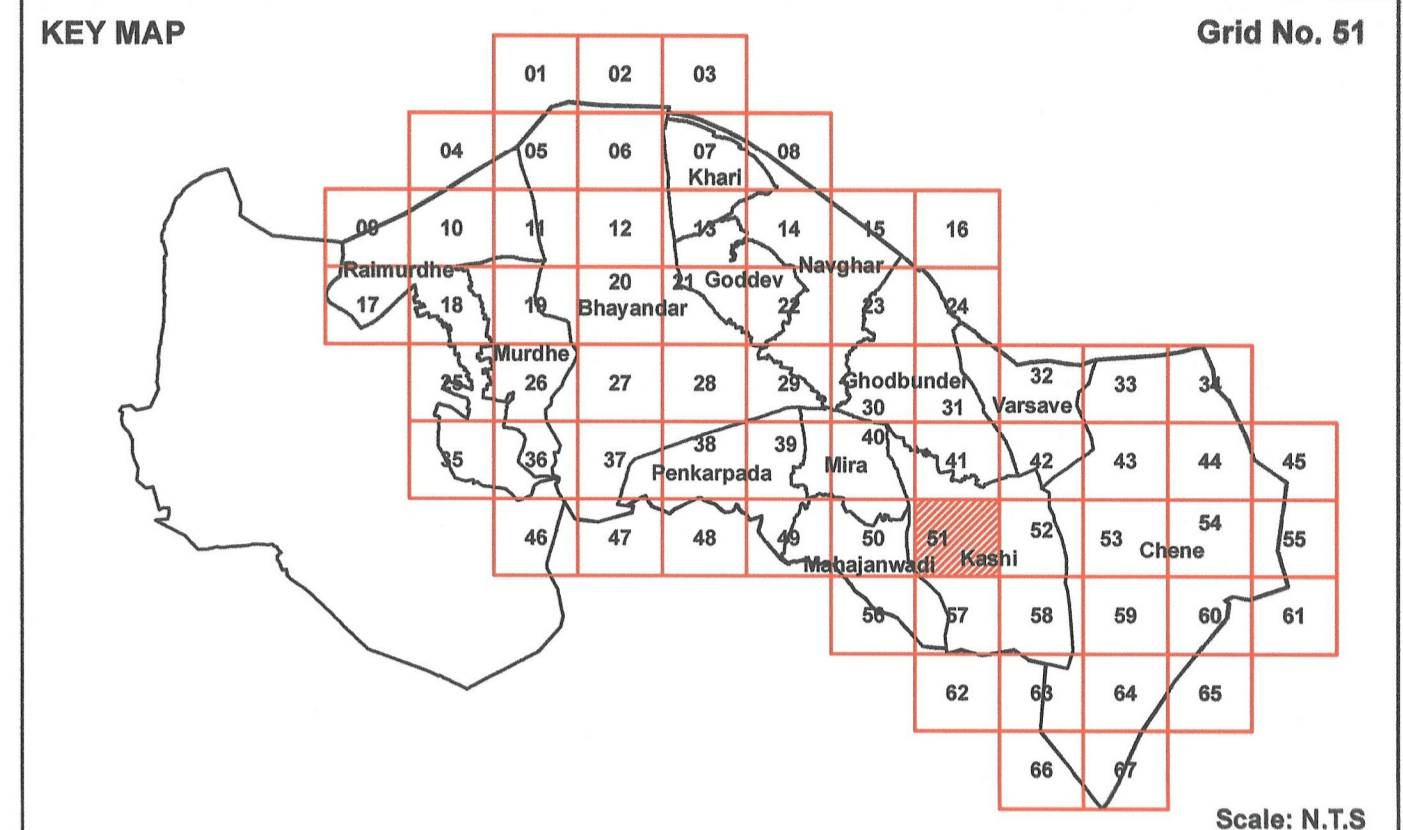 KEY MAP
Grid No. 51
01 02 03
04 05 06 07 08
Khari
09 10 11 12 13 14 15 16
Navghar
Raimurdhe
Goddev
20 21
17 18 19 22 23 24
Bhayandar
Murdhe
32
25 26 27 28 29 33 34
Ghodbunder
30 31
Varsave
40
38 39
35 36 37 41 42 43 44 45
Mira
Penkarpada
54
52
46 47 48 49 50 51 53 55
Chene
Kashi
Mahajanwadi
56 57 58 59 60 61
62 63 64 65
66 67
Scale: N.T.S